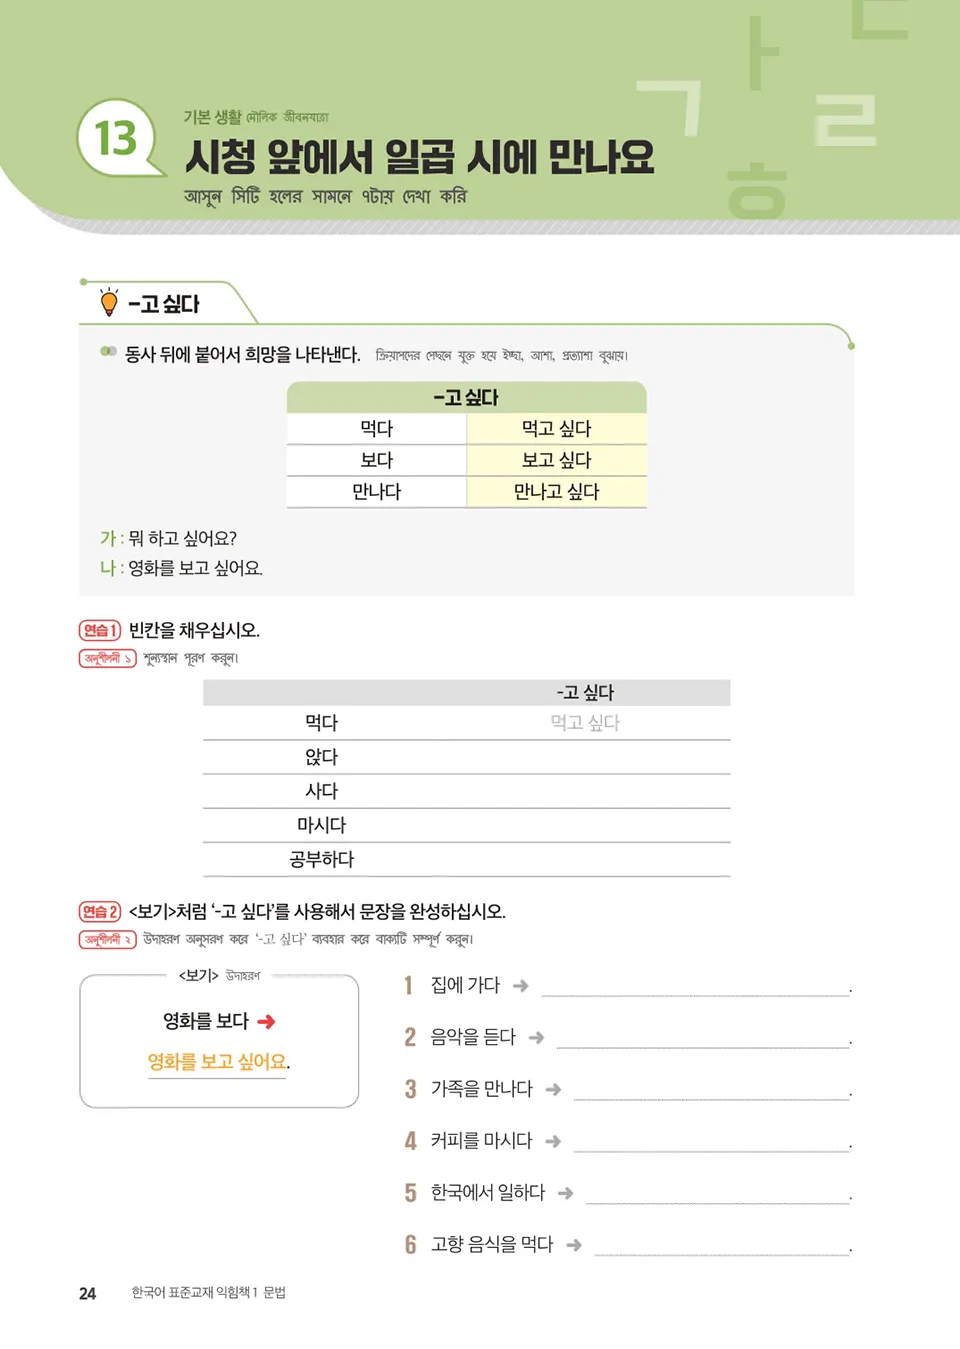 13
기본 생활 মৌলিক জীবনযাত্রা
시청 앞에서 일곱 시에 만나요
আসুন সিটি হলের সামনে ৭টায় দেখা করি
ㄱ ㅏ ㄷ ㄹ ㅎ
-고 싶다
동사 뒤에 붙어서 희망을 나타낸다. ক্রিয়াপদের পেছনে যুক্ত হয়ে ইচ্ছা, আশা, প্রত্যাশা বুঝায়।
-고 싶다
먹다 먹고 싶다
보다 보고 싶다
만나다 만나고 싶다
가 : 뭐 하고 싶어요?
나 : 영화를 보고 싶어요.
연습 1 빈칸을 채우십시오.
অনুশীলনী ১ শূন্যস্থান পূরণ করুন।
-고 싶다
먹다 먹고 싶다
앉다
사다
마시다
공부하다
연습 2 <보기>처럼 ‘-고 싶다’를 사용해서 문장을 완성하십시오.
অনুশীলনী ২ উদাহরণ অনুসরণ করে ‘-고 싶다’ ব্যবহার করে বাক্যটি সম্পূর্ণ করুন।
<보기> উদাহরণ
영화를 보다 ➜
영화를 보고 싶어요.
1 집에 가다 ➜ .
2 음악을 듣다 ➜ .
3 가족을 만나다 ➜ .
4 커피를 마시다 ➜ .
5 한국에서 일하다 ➜ .
6 고향 음식을 먹다 ➜ .
24 한국어 표준교재 익힘책 1 문법